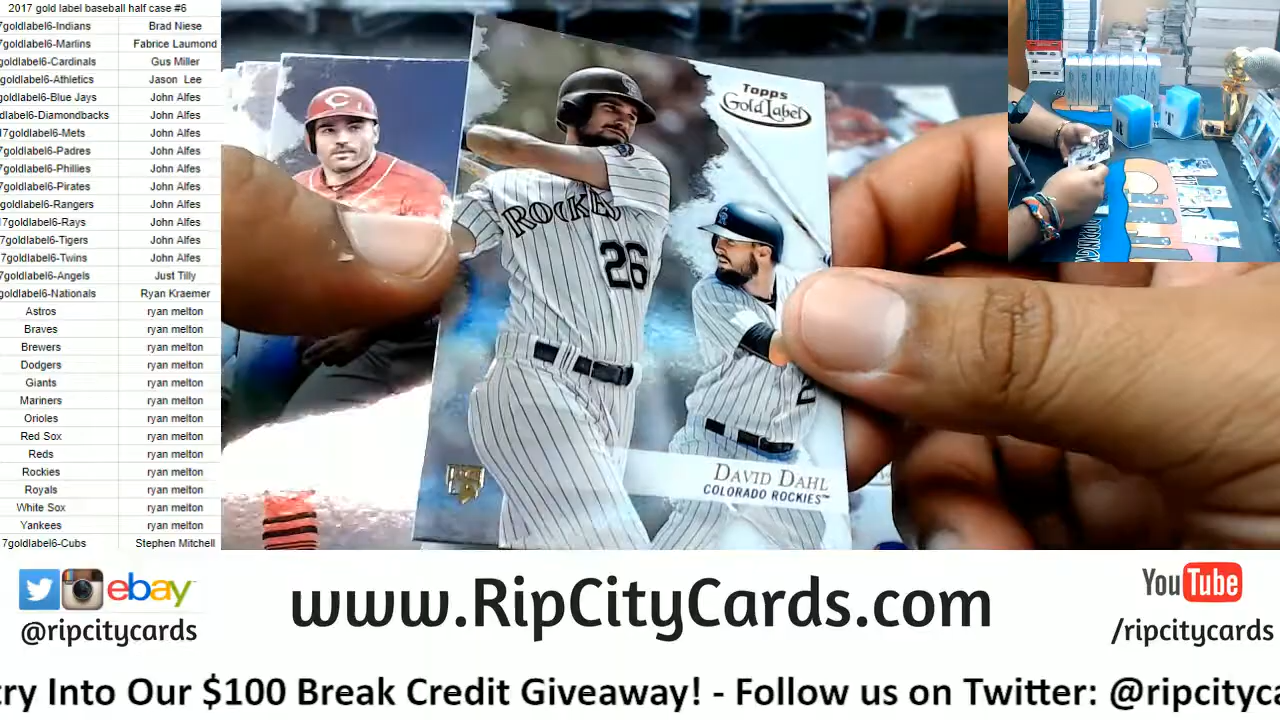 2017 gold label baseball half case #6
7goldlabel6-Indians Brad Niese
7goldlabel6-Marlins Fabrice Laumond
7goldlabel6-Cardinals Gus Miller
goldlabel6-Athletics Jason Lee
goldlabel6-Blue Jays John Alfes
dlabel6-Diamondbacks John Alfes
17goldlabel6-Mets John Alfes
7goldlabel6-Padres John Alfes
7goldlabel6-Phillies John Alfes
7goldlabel6-Pirates John Alfes
7goldlabel6-Rangers John Alfes
17goldlabel6-Rays John Alfes
7goldlabel6-Tigers John Alfes
7goldlabel6-Twins John Alfes
7goldlabel6-Angels Just Tilly
goldlabel6-Nationals Ryan Kraemer
Astros ryan melton
Braves ryan melton
Brewers ryan melton
Dodgers ryan melton
Giants ryan melton
Mariners ryan melton
Orioles ryan melton
Red Sox ryan melton
Reds ryan melton
Rockies ryan melton
Royals ryan melton
White Sox ryan melton
Yankees ryan melton
7goldlabel6-Cubs Stephen Mitchell
Topps
Gold Label
ROCKIES
26
DAVID DAHL
COLORADO ROCKIES™
ebay
@ripcitycards
www.RipCityCards.com
YouTube
/ripcitycards
try Into Our $100 Break Credit Giveaway! - Follow us on Twitter: @ripcityca